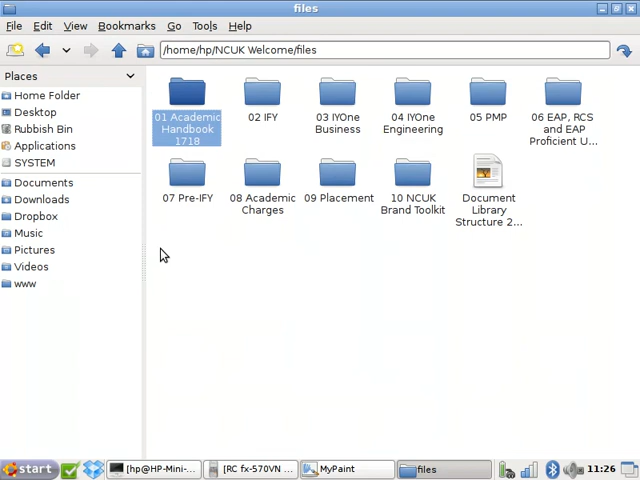 files
File Edit View Bookmarks Go Tools Help
/home/hp/NCUK Welcome/files
Places
Home Folder
Desktop
Rubbish Bin
Applications
SYSTEM
Documents
Downloads
Dropbox
Music
Pictures
Videos
www
01 Academic
Handbook
1718
02 IFY
03 IYOne
Business
04 IYOne
Engineering
05 PMP
06 EAP, RCS
and EAP
Proficient U...
07 Pre-IFY
08 Academic
Charges
09 Placement
10 NCUK
Brand Toolkit
Document
Library
Structure 2...
start [hp@HP-Mini-... [RC fx-570VN ... MyPaint files 11:26